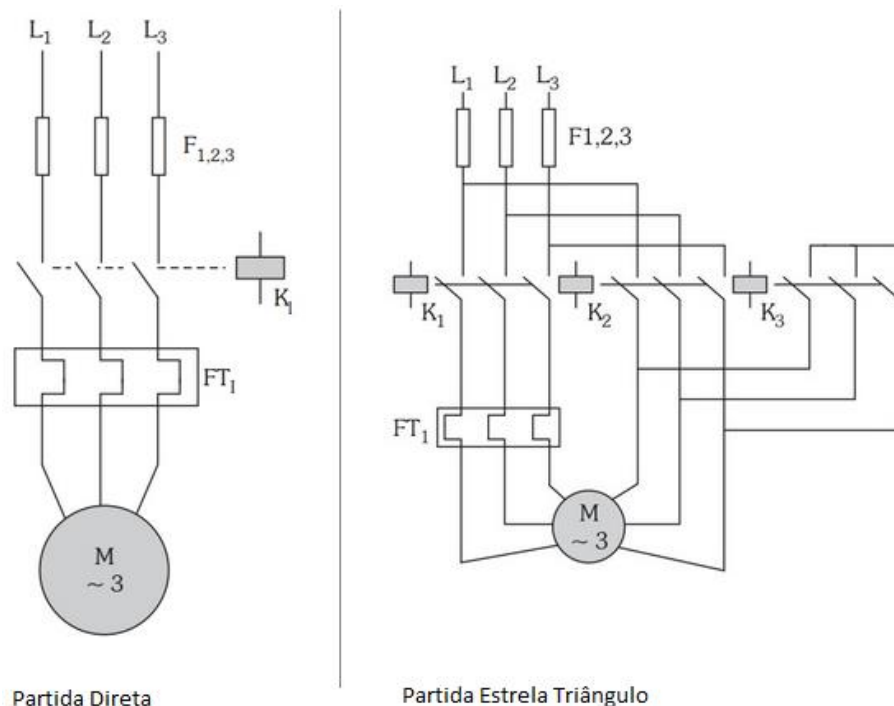 L1 L2 L3
F1,2,3
K1
FT1
M
~ 3
Partida Direta
L1 L2 L3
F1,2,3
K1 K2 K3
FT1
M
~ 3
Partida Estrela Triângulo